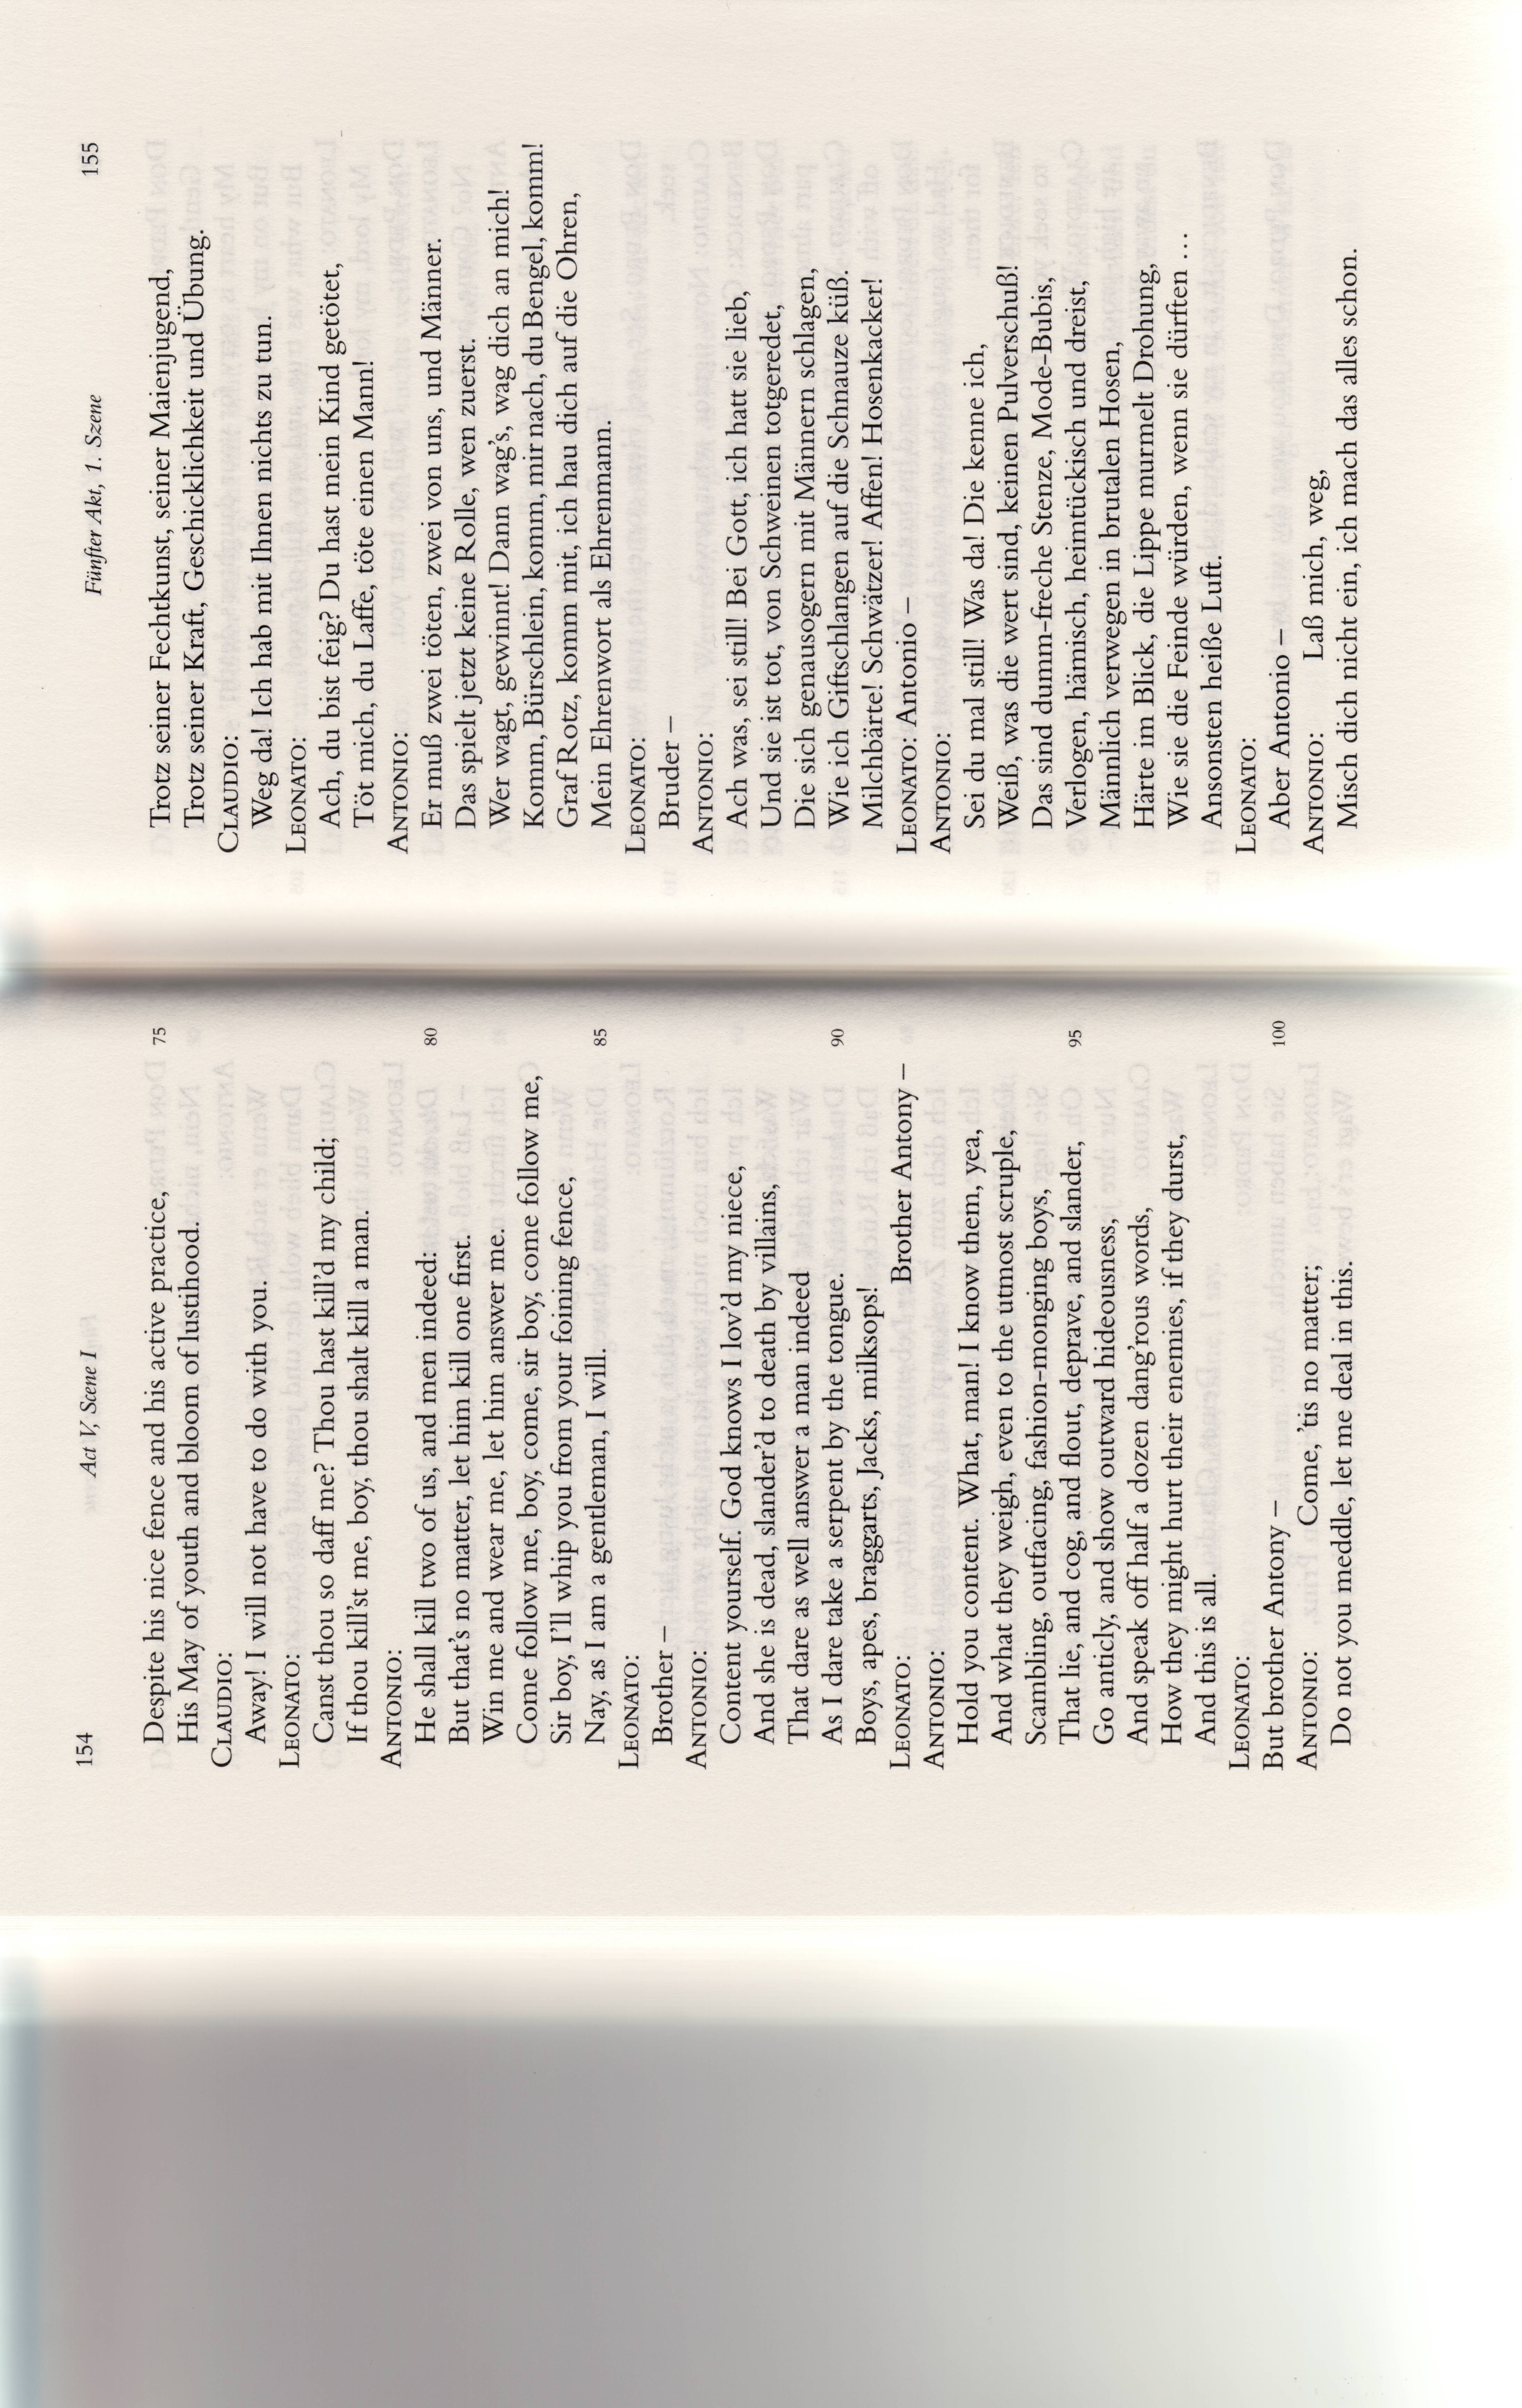 154
Act V, Scene I
Despite his nice fence and his active practice,
75
His May of youth and bloom of lustihood.
CLAUDIO:
Away! I will not have to do with you.
LEONATO:
Canst thou so daff me? Thou hast kill'd my child;
If thou kill'st me, boy, thou shalt kill a man.
ANTONIO:
He shall kill two of us, and men indeed:
80
But that's no matter, let him kill one first.
Win me and wear me, let him answer me.
Come follow me, boy, come, sir boy, come follow me,
Sir boy, I'll whip you from your foining fence,
Nay, as I am a gentleman, I will.
85
LEONATO:
Brother –
ANTONIO:
Content yourself. God knows I lov'd my niece,
And she is dead, slander'd to death by villains,
That dare as well answer a man indeed
As I dare take a serpent by the tongue.
90
Boys, apes, braggarts, Jacks, milksops!
LEONATO: Brother Antony –
ANTONIO:
Hold you content. What, man! I know them, yea,
And what they weigh, even to the utmost scruple,
Scambling, outfacing, fashion-monging boys,
That lie, and cog, and flout, deprave, and slander,
95
Go anticly, and show outward hideousness,
And speak off half a dozen dang'rous words,
How they might hurt their enemies, if they durst,
And this is all.
LEONATO:
But brother Antony –
100
ANTONIO: Come, 'tis no matter;
Do not you meddle, let me deal in this.
Fünfter Akt, 1. Szene
155
Trotz seiner Fechtkunst, seiner Maienjugend,
Trotz seiner Kraft, Geschicklichkeit und Übung.
CLAUDIO:
Weg da! Ich hab mit Ihnen nichts zu tun.
LEONATO:
Ach, du bist feig? Du hast mein Kind getötet,
Töt mich, du Laffe, töte einen Mann!
ANTONIO:
Er muß zwei töten, zwei von uns, und Männer.
Das spielt jetzt keine Rolle, wen zuerst.
Wer wagt, gewinnt! Dann wag's, wag dich an mich!
Komm, Bürschlein, komm, mir nach, du Bengel, komm!
Graf Rotz, komm mit, ich hau dich auf die Ohren,
Mein Ehrenwort als Ehrenmann.
LEONATO:
Bruder –
ANTONIO:
Ach was, sei still! Bei Gott, ich hatt sie lieb,
Und sie ist tot, von Schweinen totgeredet,
Die sich genausogern mit Männern schlagen,
Wie ich Giftschlangen auf die Schnauze küß.
Milchbärte! Schwätzer! Affen! Hosenkacker!
LEONATO: Antonio –
ANTONIO:
Sei du mal still! Was da! Die kenne ich,
Weiß, was die wert sind, keinen Pulverschuß!
Das sind dumm-freche Stenze, Mode-Bubis,
Verlogen, hämisch, heimtückisch und dreist,
Männlich verwegen in brutalen Hosen,
Härte im Blick, die Lippe murmelt Drohung,
Wie sie die Feinde würden, wenn sie dürften ...
Ansonsten heiße Luft.
LEONATO:
Aber Antonio –
ANTONIO: Laß mich, weg,
Misch dich nicht ein, ich mach das alles schon.